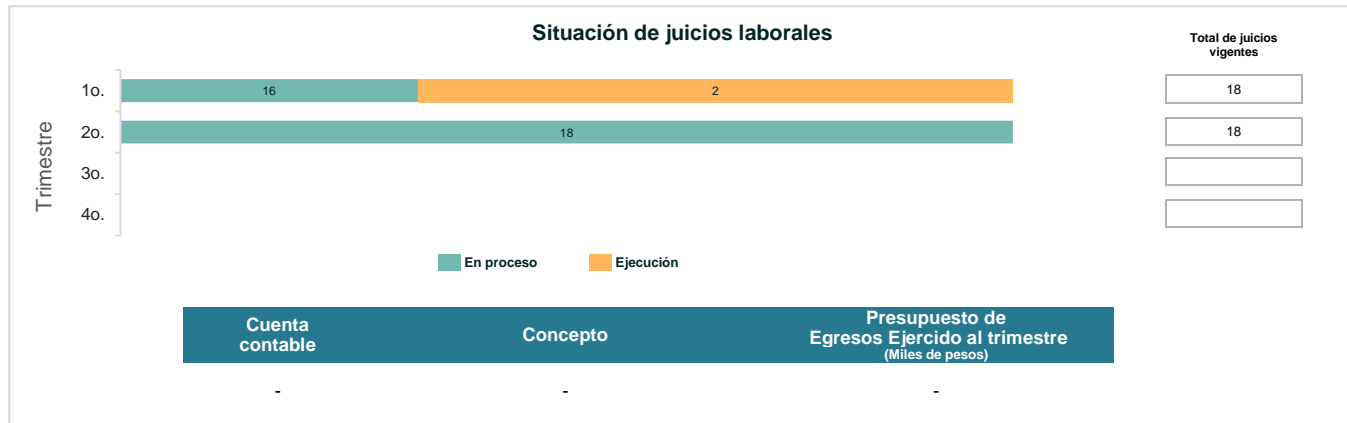 Situación de juicios laborales
Total de juicios
vigentes
Trimestre
1o.
16
2
18
2o.
18
18
3o.
4o.
En proceso
Ejecución
Cuenta
contable
Concepto
Presupuesto de
Egresos Ejercido al trimestre
(Miles de pesos)
-
-
-